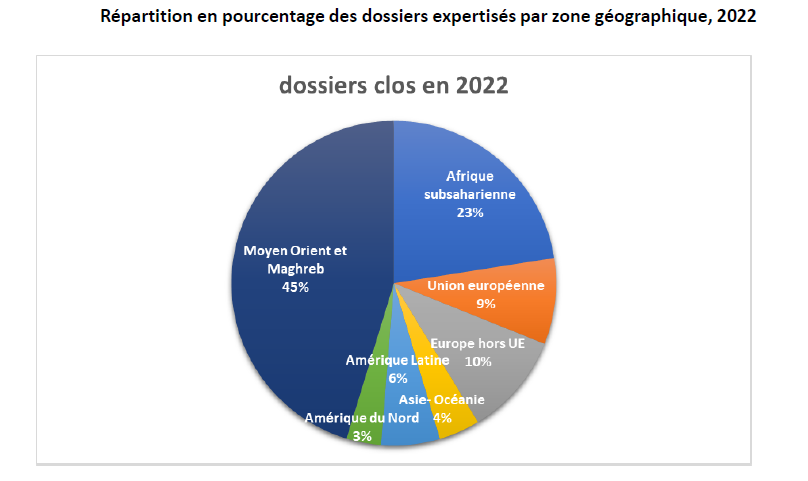 Répartition en pourcentage des dossiers expertisés par zone géographique, 2022
dossiers clos en 2022
Afrique
subsaharienne
23%
Union européenne
9%
Europe hors UE
10%
Asie- Océanie
4%
Amérique Latine
6%
Amérique du Nord
3%
Moyen Orient et
Maghreb
45%